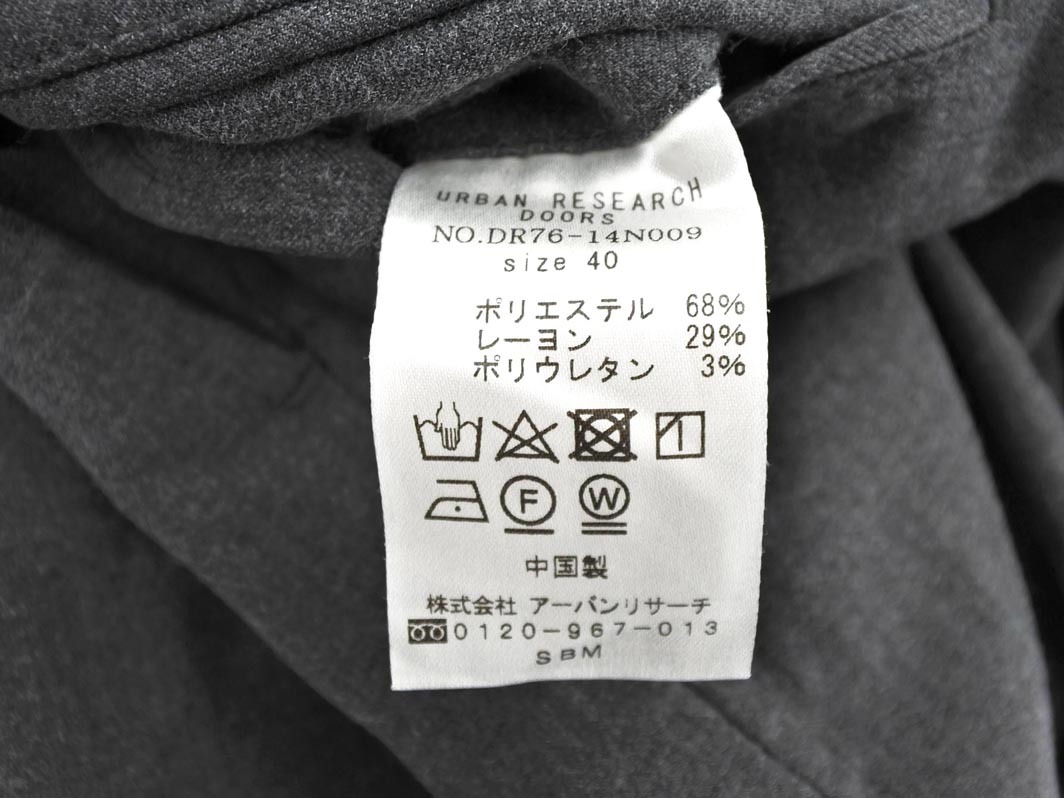 URBAN RESEARCH
DOORS
NO.DR76-14N009
size 40
ポリエステル 68%
レーヨン 29%
ポリウレタン 3%
F W
中国製
株式会社 アーバンリサーチ
0120-967-013
SBM